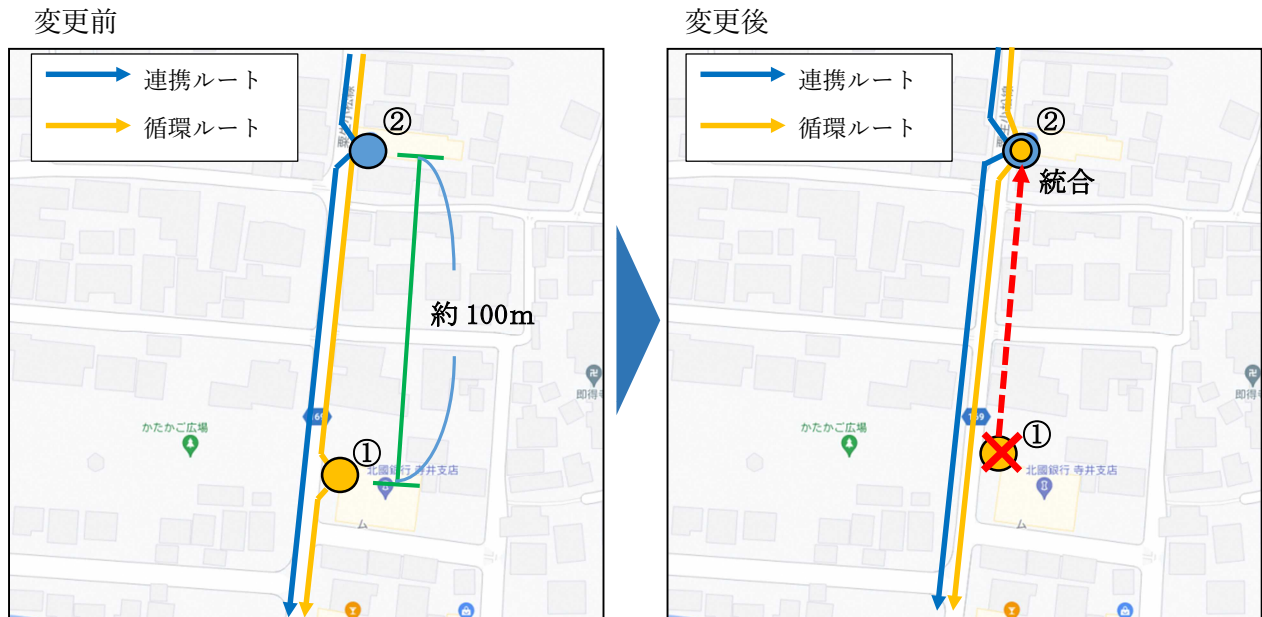 変更前
連携ルート
循環ルート
②
約 100m
かたかご広場
①
北國銀行 寺井支店
ム
変更後
連携ルート
循環ルート
②
統合
169
かたかご広場
①
北國銀行 寺井支店
ム